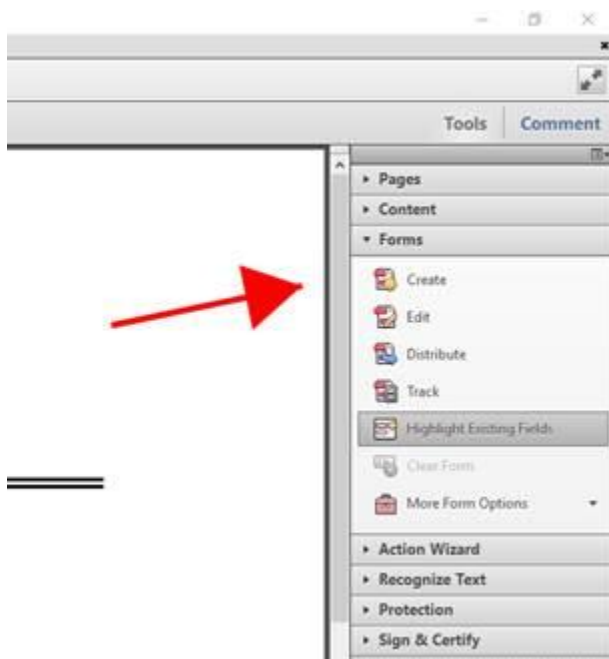 Tools
Comment
Pages
Content
Forms
Create
Edit
Distribute
Track
Highlight Existing Fields
Clear Form
More Form Options
Action Wizard
Recognize Text
Protection
Sign & Certify